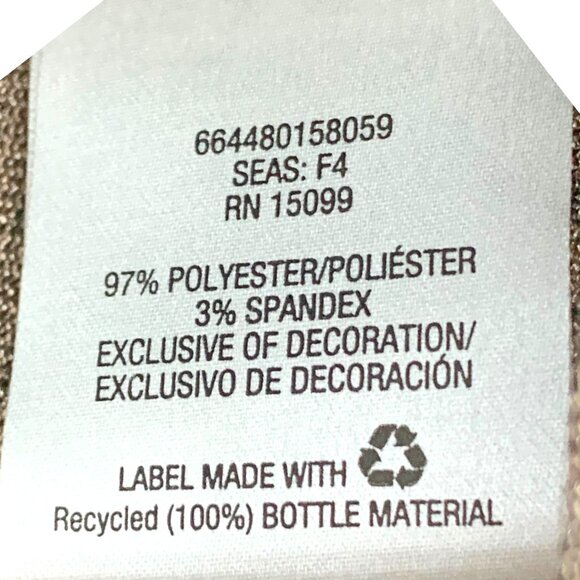 664480158059
SEAS: F4
RN 15099
97% POLYESTER/POLIÉSTER
3% SPANDEX
EXCLUSIVE OF DECORATION/
EXCLUSIVO DE DECORACIÓN
LABEL MADE WITH
Recycled (100%) BOTTLE MATERIAL